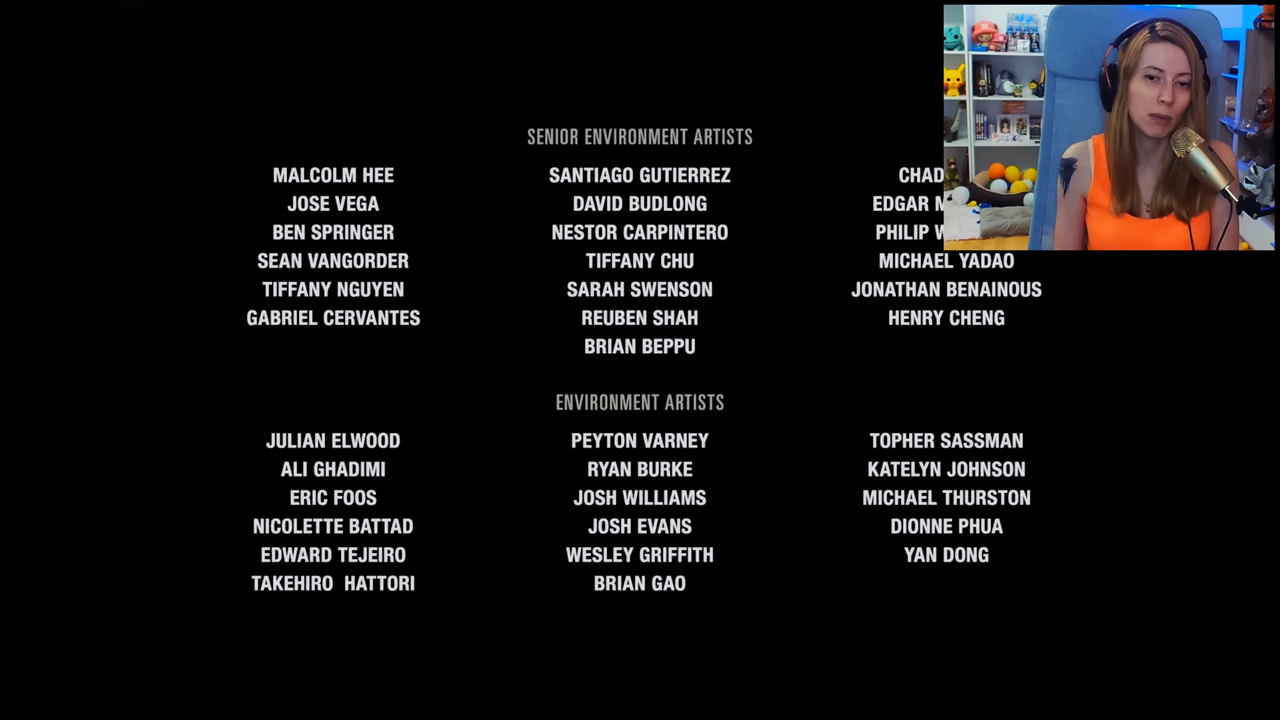 SENIOR ENVIRONMENT ARTISTS
MALCOLM HEE SANTIAGO GUTIERREZ CHAD
JOSE VEGA DAVID BUDLONG EDGAR
BEN SPRINGER NESTOR CARPINTERO PHILIP
SEAN VANGORDER TIFFANY CHU MICHAEL YADAO
TIFFANY NGUYEN SARAH SWENSON JONATHAN BENAINOUS
GABRIEL CERVANTES REUBEN SHAH HENRY CHENG
BRIAN BEPPU
ENVIRONMENT ARTISTS
JULIAN ELWOOD PEYTON VARNEY TOPHER SASSMAN
ALI GHADIMI RYAN BURKE KATELYN JOHNSON
ERIC FOOS JOSH WILLIAMS MICHAEL THURSTON
NICOLETTE BATTAD JOSH EVANS DIONNE PHUA
EDWARD TEJEIRO WESLEY GRIFFITH YAN DONG
TAKEHIRO HATTORI BRIAN GAO